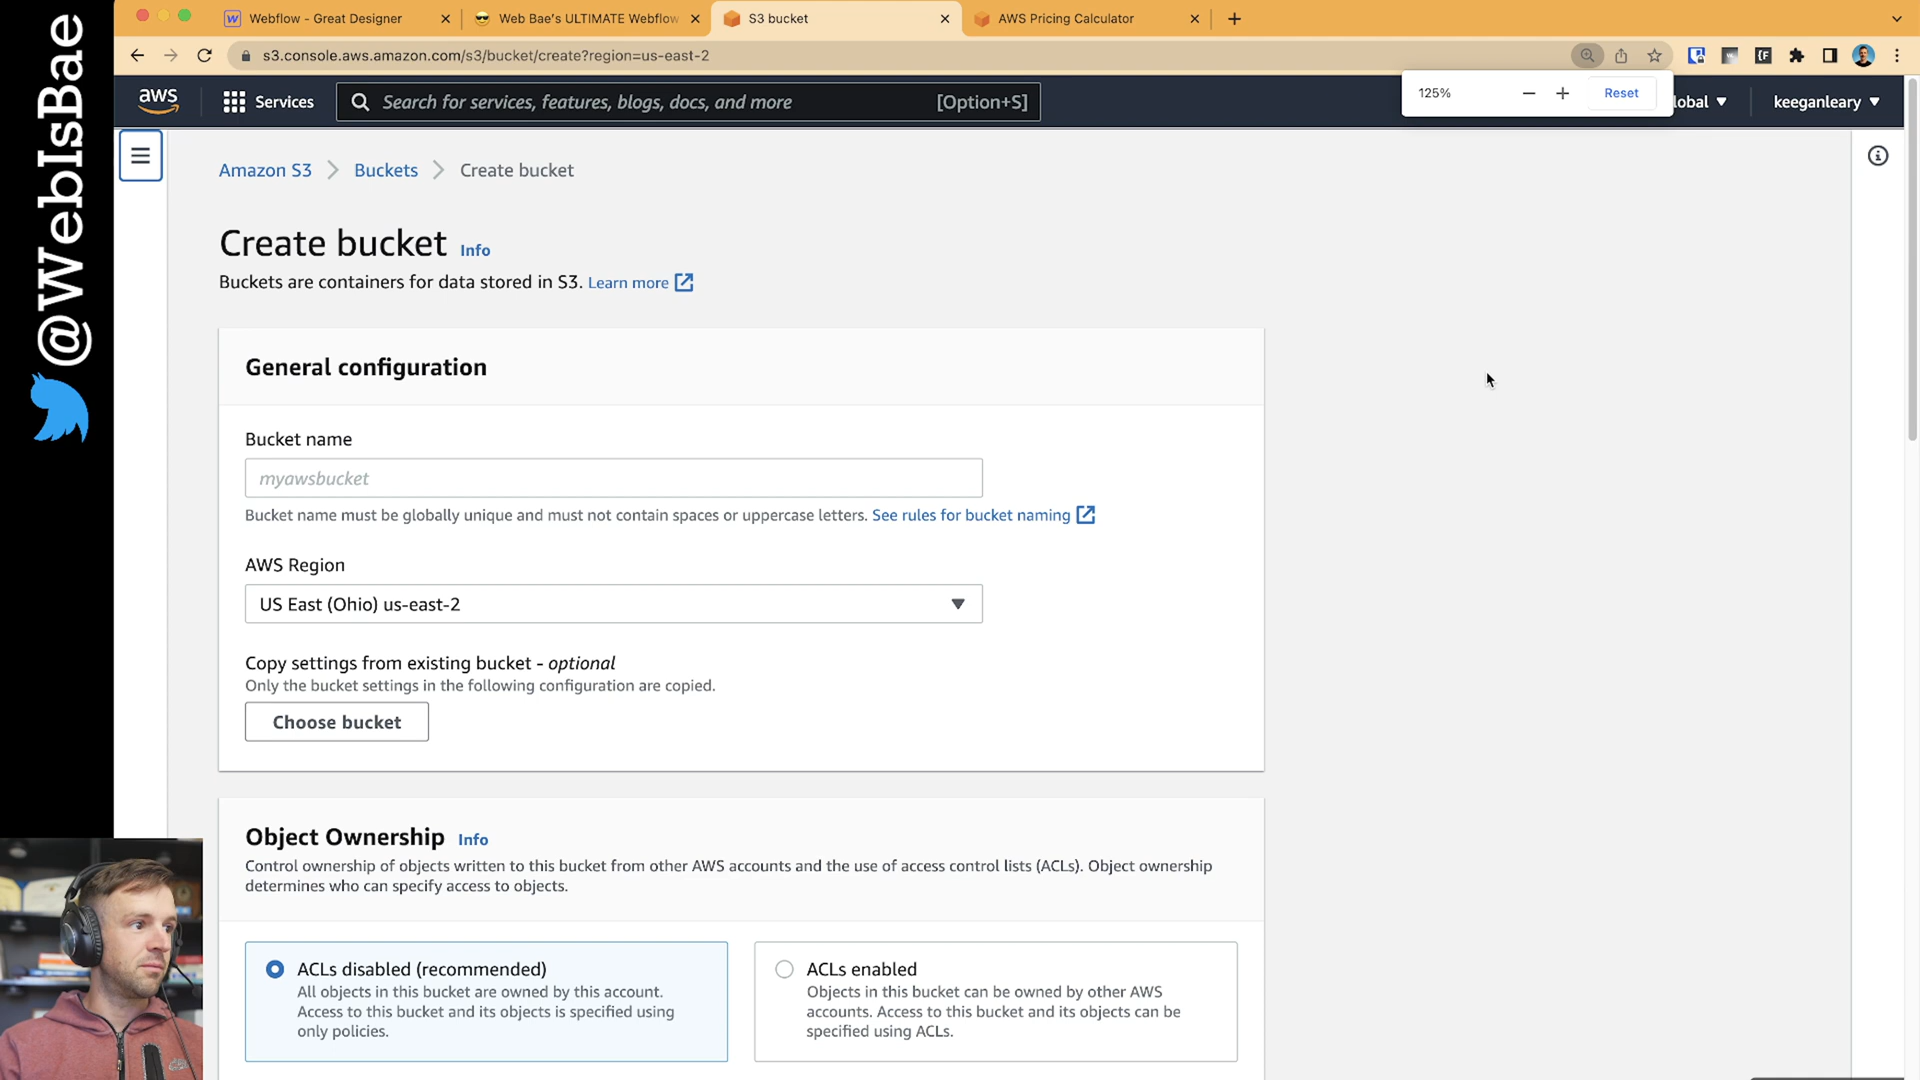 @WebIsBae
Webflow - Great Designer
Web Bae's ULTIMATE Webflow
S3 bucket
AWS Pricing Calculator
s3.console.aws.amazon.com/s3/bucket/create?region=us-east-2
125%
Reset
aws
Services
Search for services, features, blogs, docs, and more
[Option+S]
lobal
keeganleary
Amazon S3
Buckets
Create bucket
Create bucket Info
Buckets are containers for data stored in S3. Learn more
General configuration
Bucket name
myawsbucket
Bucket name must be globally unique and must not contain spaces or uppercase letters. See rules for bucket naming
AWS Region
US East (Ohio) us-east-2
Copy settings from existing bucket - optional
Only the bucket settings in the following configuration are copied.
Choose bucket
Object Ownership Info
Control ownership of objects written to this bucket from other AWS accounts and the use of access control lists (ACLs). Object ownership
determines who can specify access to objects.
ACLs disabled (recommended)
All objects in this bucket are owned by this account.
Access to this bucket and its objects is specified using
only policies.
ACLs enabled
Objects in this bucket can be owned by other AWS
accounts. Access to this bucket and its objects can be
specified using ACLs.